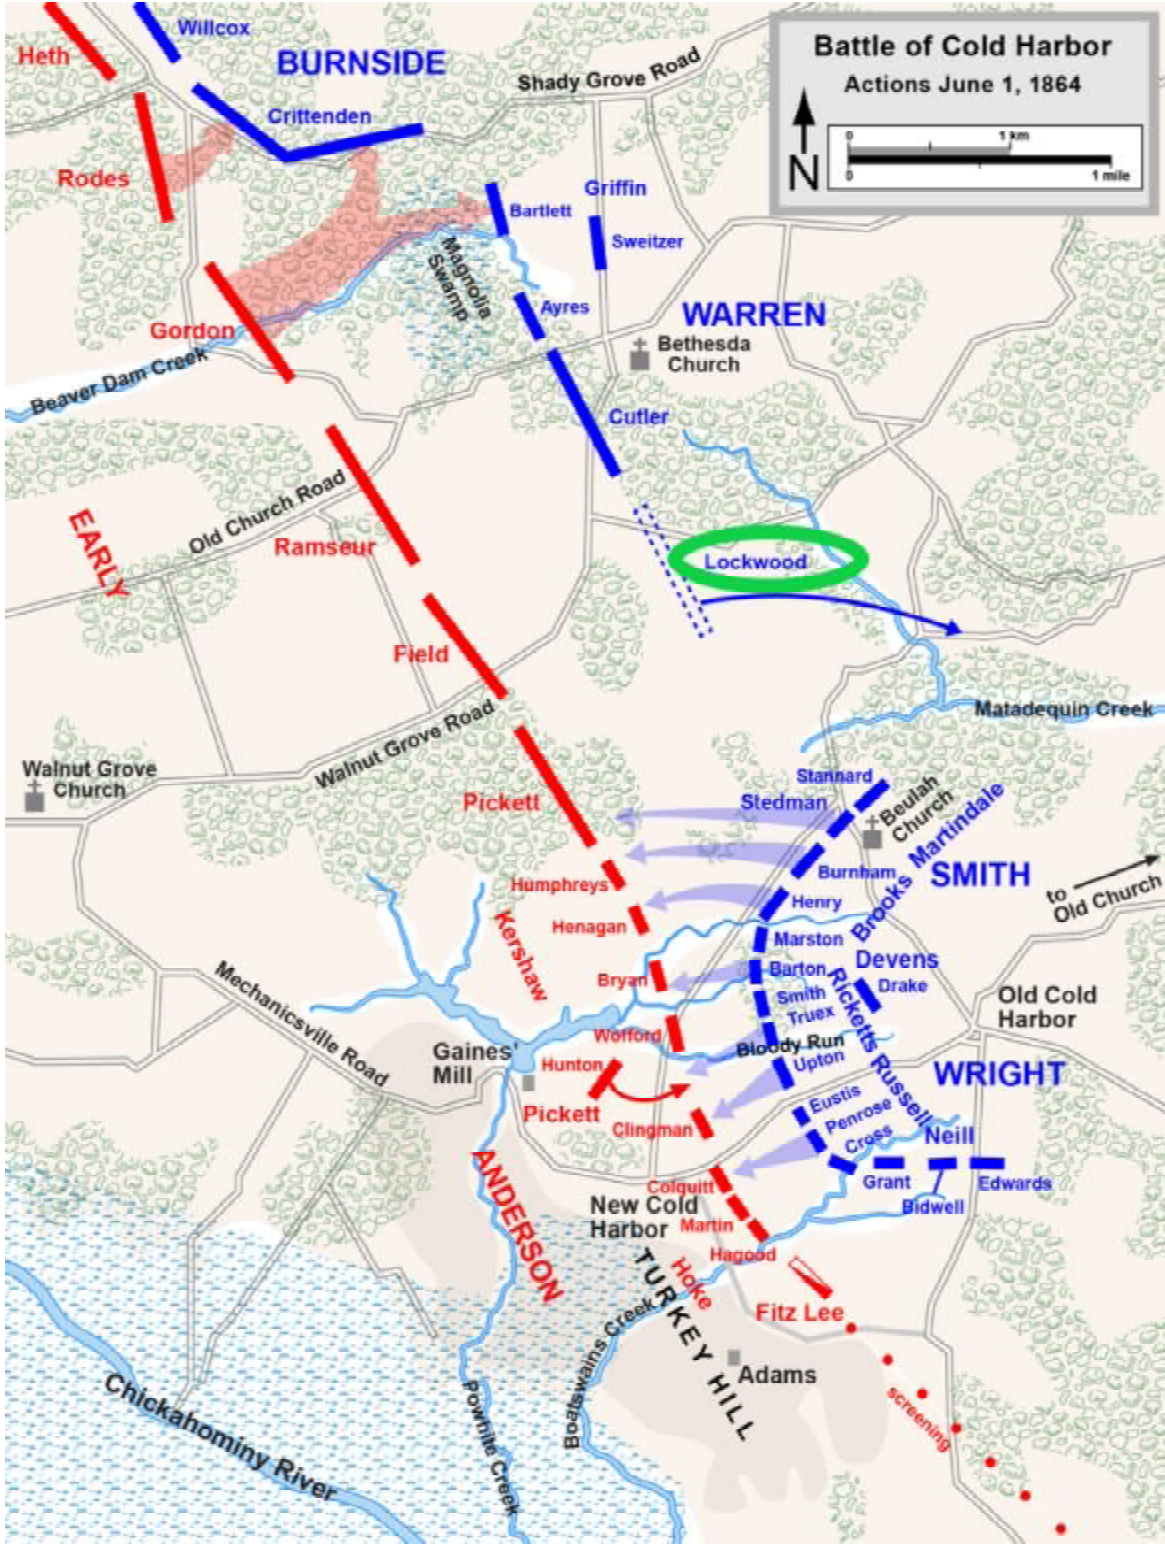 Battle of Cold Harbor
Actions June 1, 1864
0
1 km
N
0
1 mile
Heth
Willcox
BURNSIDE
Shady Grove Road
Crittenden
Rodes
Griffin
Bartlett
Sweitzer
Magnolia
Swamp
Ayres
WARREN
Gordon
Bethesda
Church
Beaver Dam Creek
Cutler
EARLY
Old Church Road
Ramseur
Lockwood
Field
Matadequin Creek
Walnut Grove Road
Walnut Grove
Church
Stannard
Stedman
Beulah
Church
Martindale
Pickett
SMITH
Burnham
Brooks
Humphreys
Henry
to
Old Church
Henagan
Kershaw
Marston
Devens
Barton
Bryan
Drake
Ricketts
Mechanicsville Road
Smith
Old Cold
Harbor
Truex
Wofford
Bloody Run
Gaines'
Mill
Hunton
Upton
WRIGHT
Russell
Pickett
Eustis
Clingman
Penrose
Cross
Neill
ANDERSON
Grant
Edwards
Colquitt
Bidwell
New Cold
Harbor
Martin
Hagood
Hoke
TURKEY HILL
Fitz Lee
Boatswains Creek
Adams
screening
Chickahominy River
Powhite Creek